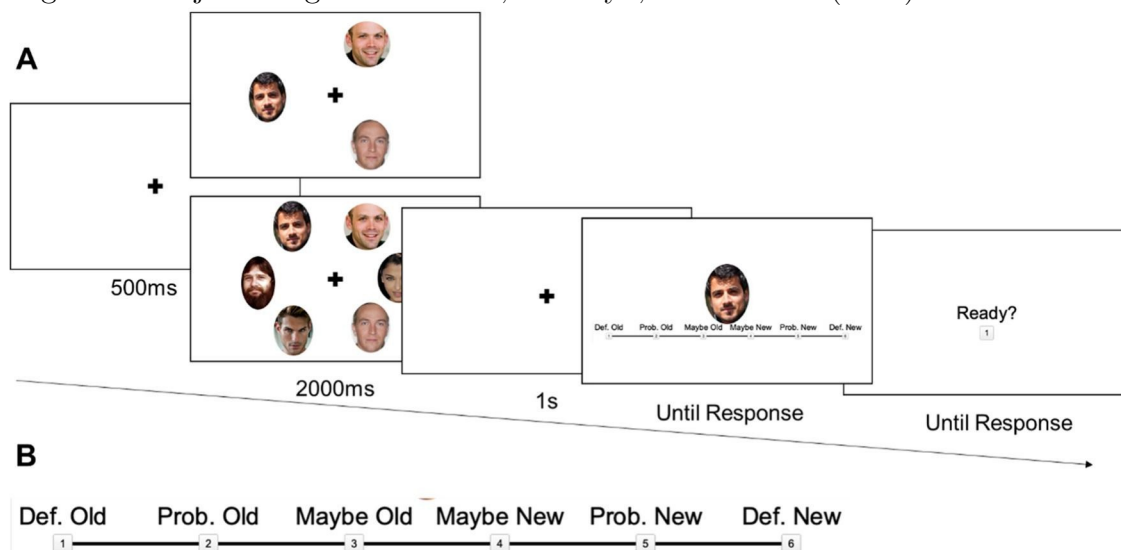 A
500ms
2000ms
1s
Def. Old Prob. Old Maybe Old Maybe New Prob. New Def. New
Until Response
Ready?
1
Until Response
B
Def. Old Prob. Old Maybe Old Maybe New Prob. New Def. New
1 2 3 4 5 6